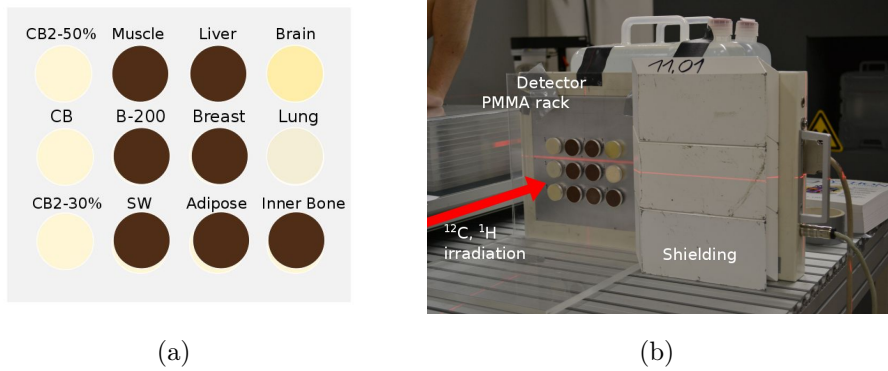 CB2-50% Muscle Liver Brain
CB B-200 Breast Lung
CB2-30% SW Adipose Inner Bone
(a)
11.01
Detector
PMMA rack
¹²C, ¹H
irradiation
Shielding
(b)